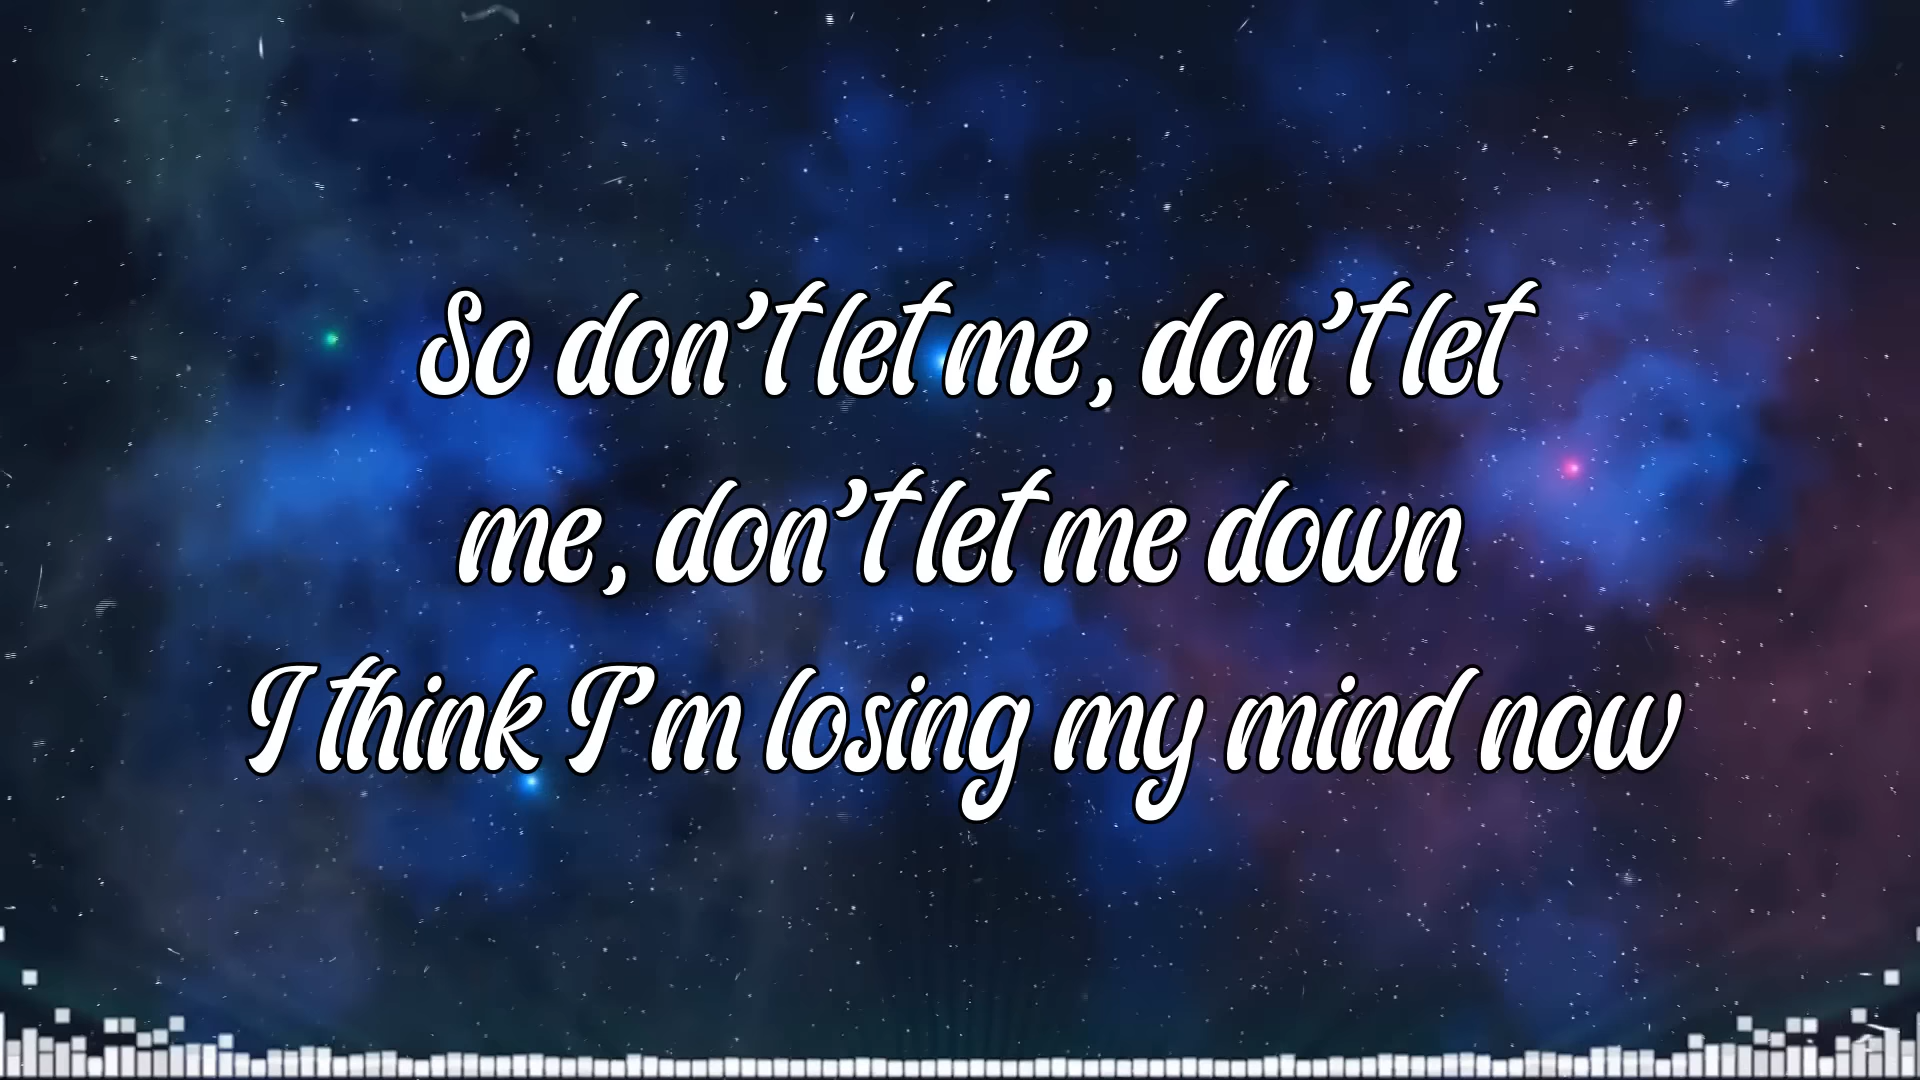 So don't let me, don't let
me, don't let me down
I think I'm losing my mind now